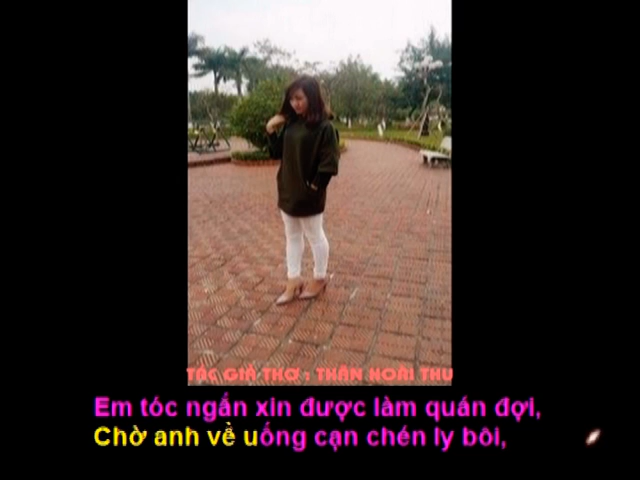 TÁC GIẢ THƠ : THÂN HOÀI THU
Em tóc ngắn xin được làm quán đợi,
Chờ anh về uống cạn chén ly bôi,